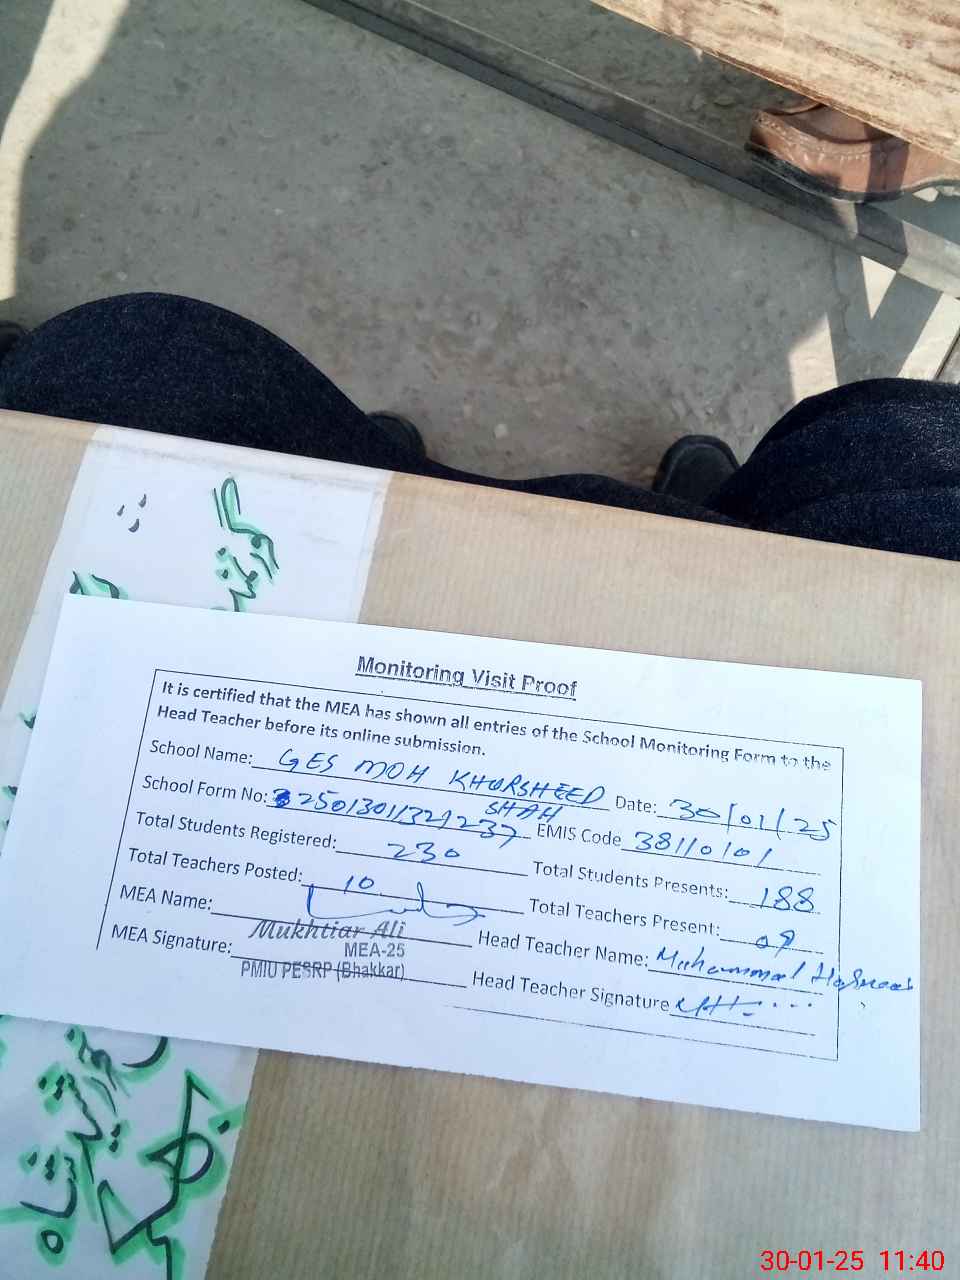 Monitoring Visit Proof
It is certified that the MEA has shown all entries of the School Monitoring Form to the
Head Teacher before its online submission.
School Name: GES MOH KHURSHEED SHAH Date: 30/01/25
School Form No: EMIS Code 38110101
Total Students Registered: 230 Total Students Presents: 188
Total Teachers Posted: 10 Total Teachers Present: 09
MEA Name: Mukhtiar Ali Head Teacher Name: Muhammad
MEA-25
MEA Signature: PMIU PESRP (Bhakkar) Head Teacher Signature
30-01-25 11:40